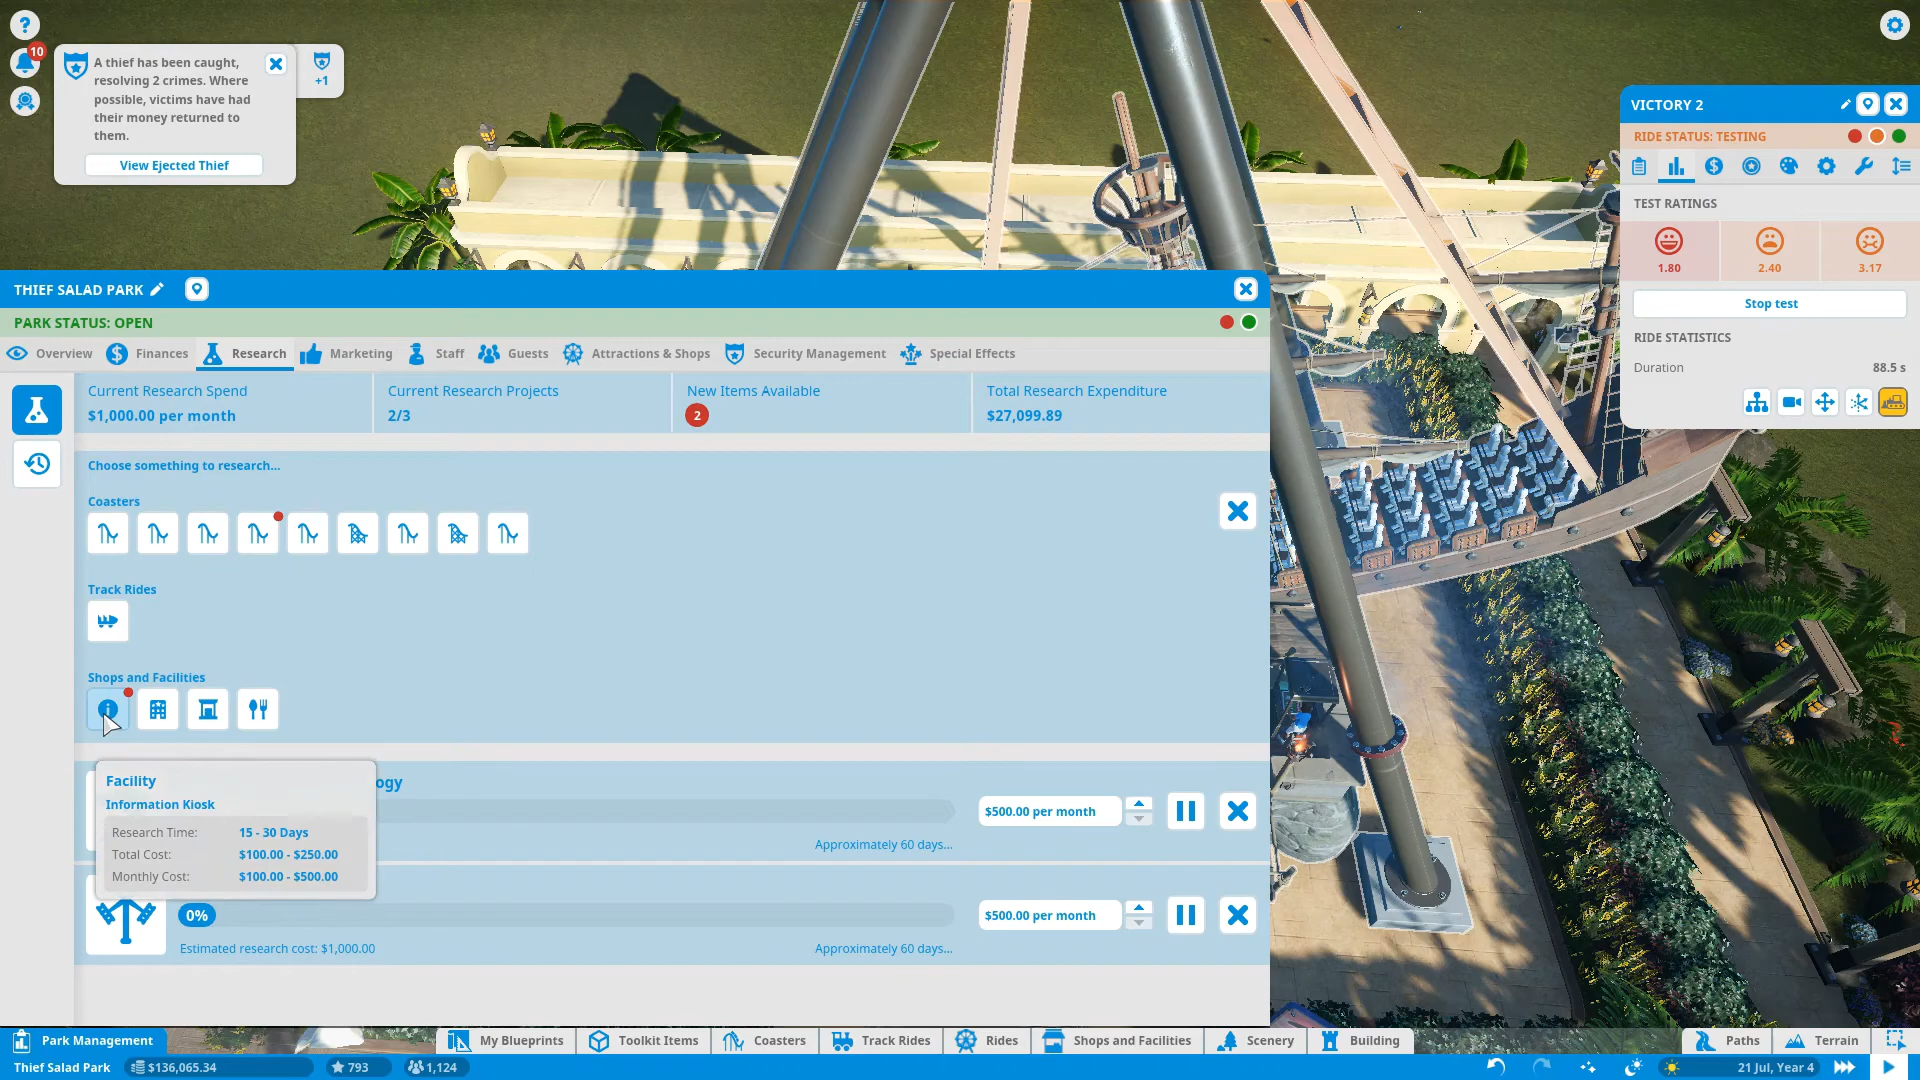 10
A thief has been caught,
resolving 2 crimes. Where
possible, victims have had
their money returned to
them.
View Ejected Thief
+1
VICTORY 2
RIDE STATUS: TESTING
TEST RATINGS
1.80
2.40
3.17
Stop test
RIDE STATISTICS
Duration 88.5 s
THIEF SALAD PARK
PARK STATUS: OPEN
Overview
Finances
Research
Marketing
Staff
Guests
Attractions & Shops
Security Management
Special Effects
Current Research Spend
$1,000.00 per month
Current Research Projects
2/3
New Items Available
2
Total Research Expenditure
$27,099.89
Choose something to research...
Coasters
Track Rides
Shops and Facilities
Facility
Information Kiosk
Research Time: 15 - 30 Days
Total Cost: $100.00 - $250.00
Monthly Cost: $100.00 - $500.00
ogy
$500.00 per month
Approximately 60 days...
0%
$500.00 per month
Estimated research cost: $1,000.00
Approximately 60 days...
Park Management
My Blueprints
Toolkit Items
Coasters
Track Rides
Rides
Shops and Facilities
Scenery
Building
Paths
Terrain
Thief Salad Park
$136,065.34
793
1,124
21 Jul, Year 4